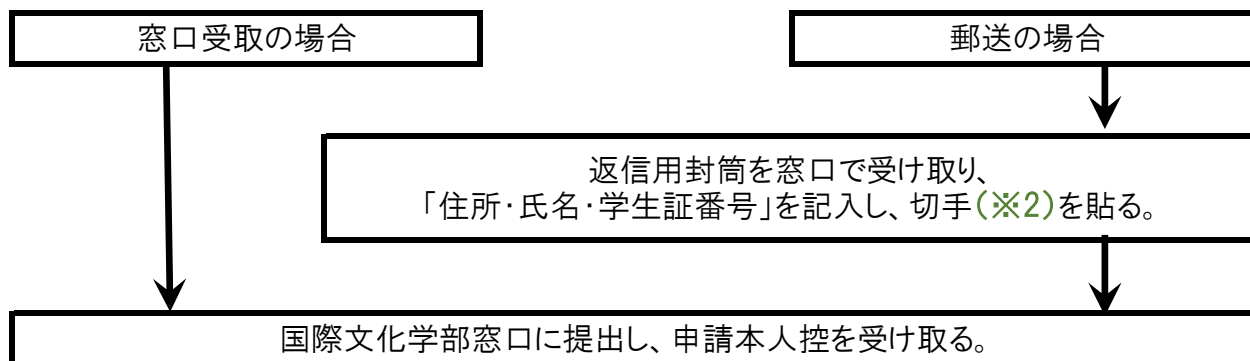 窓口受取の場合
郵送の場合
返信用封筒を窓口で受け取り、
「住所・氏名・学生証番号」を記入し、切手(※2)を貼る。
国際文化学部窓口に提出し、申請本人控を受け取る。